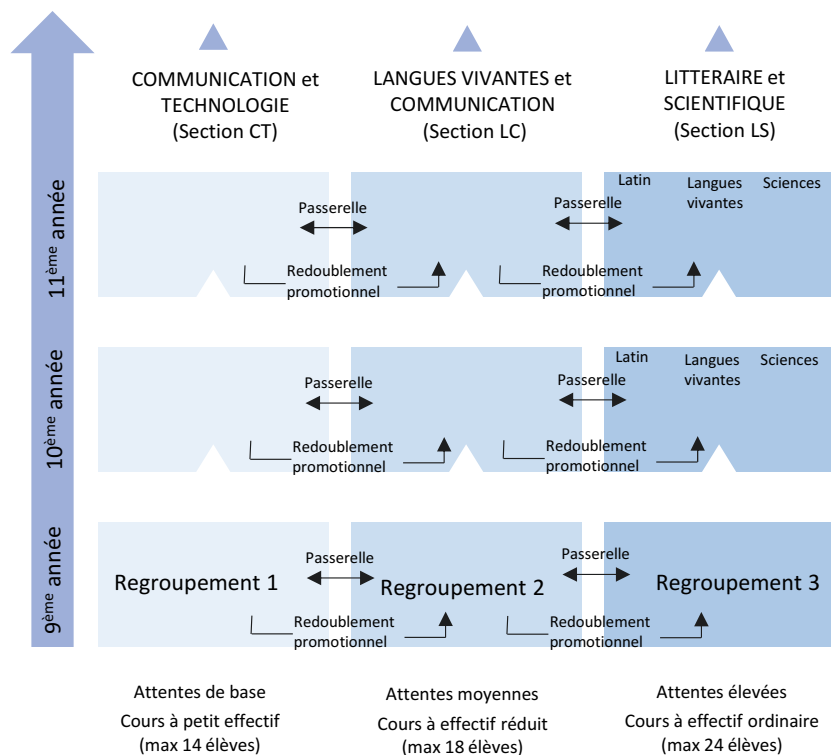 COMMUNICATION et
TECHNOLOGIE
(Section CT)
LANGUES VIVANTES et
COMMUNICATION
(Section LC)
LITTERAIRE et
SCIENTIFIQUE
(Section LS)
11ème année
Passerelle
Redoublement
promotionnel
Passerelle
Redoublement
promotionnel
Latin
Langues
vivantes
Sciences
10ème année
Passerelle
Redoublement
promotionnel
Passerelle
Redoublement
promotionnel
Latin
Langues
vivantes
Sciences
9ème année
Regroupement 1
Passerelle
Redoublement
promotionnel
Regroupement 2
Passerelle
Redoublement
promotionnel
Regroupement 3
Attentes de base
Cours à petit effectif
(max 14 élèves)
Attentes moyennes
Cours à effectif réduit
(max 18 élèves)
Attentes élevées
Cours à effectif ordinaire
(max 24 élèves)